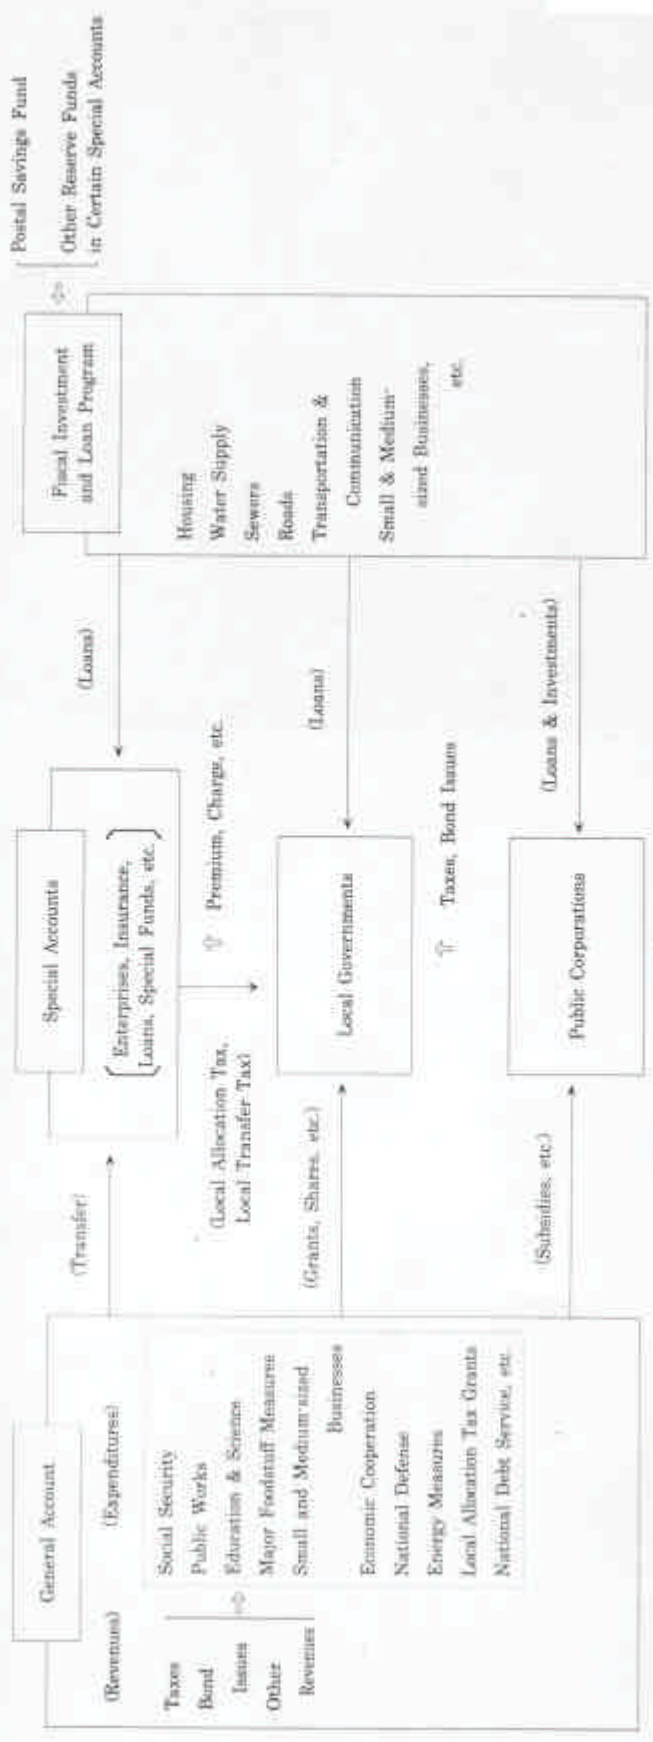 General Account
(Revenues)
(Expenditures)
Taxes
Bond
Issues
Other
Revenues
Social Security
Public Works
Education & Science
Major Foodstuff Measures
Small and Medium-sized
Businesses
Economic Cooperation
National Defense
Energy Measures
Local Allocation Tax Grants
National Debt Service, etc.
(Transfer)
(Grants, Shares, etc.)
(Subsidies, etc.)
Special Accounts
Enterprises, Insurance,
Loans, Special Funds, etc.
(Local Allocation Tax,
Local Transfer Tax)
Premium, Charge, etc.
Local Governments
Taxes, Bond Issues
Public Corporations
(Loans)
(Loans)
(Loans & Investments)
Fiscal Investment
and Loan Program
Housing
Water Supply
Sewers
Roads
Transportation &
Communication
Small & Medium-
sized Businesses,
etc.
Postal Savings Fund
Other Reserve Funds
in Certain Special Accounts